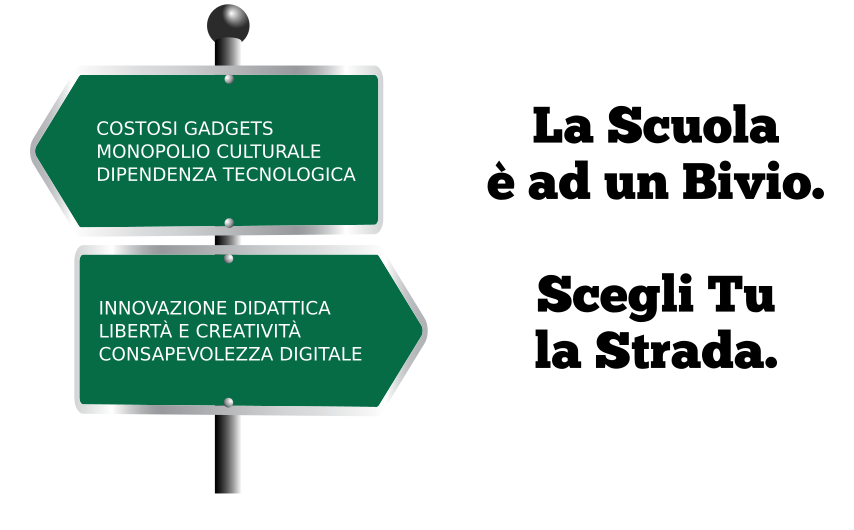 COSTOSI GADGETS
MONOPOLIO CULTURALE
DIPENDENZA TECNOLOGICA
INNOVAZIONE DIDATTICA
LIBERTÀ E CREATIVITÀ
CONSAPEVOLEZZA DIGITALE
La Scuola
è ad un Bivio.
Scegli Tu
la Strada.